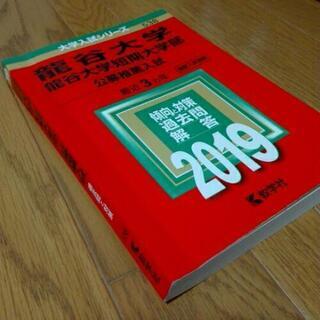 大学入試シリーズ
龍谷大学
龍谷大学短期大学部
公募推薦入試
最近3カ年
傾向と対策
過去問
解答
2019
教学社